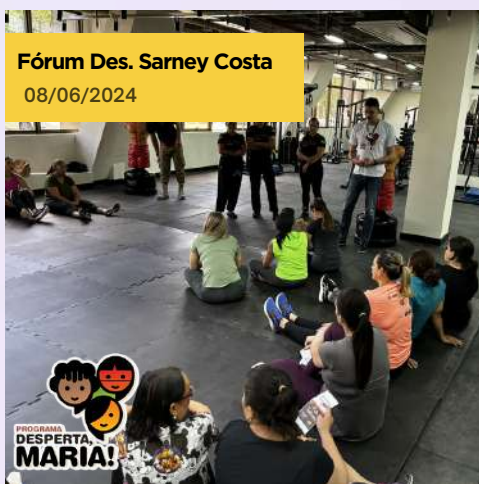 Fórum Des. Sarney Costa
08/06/2024
PROGRAMA
DESPERTA,
MARIA!